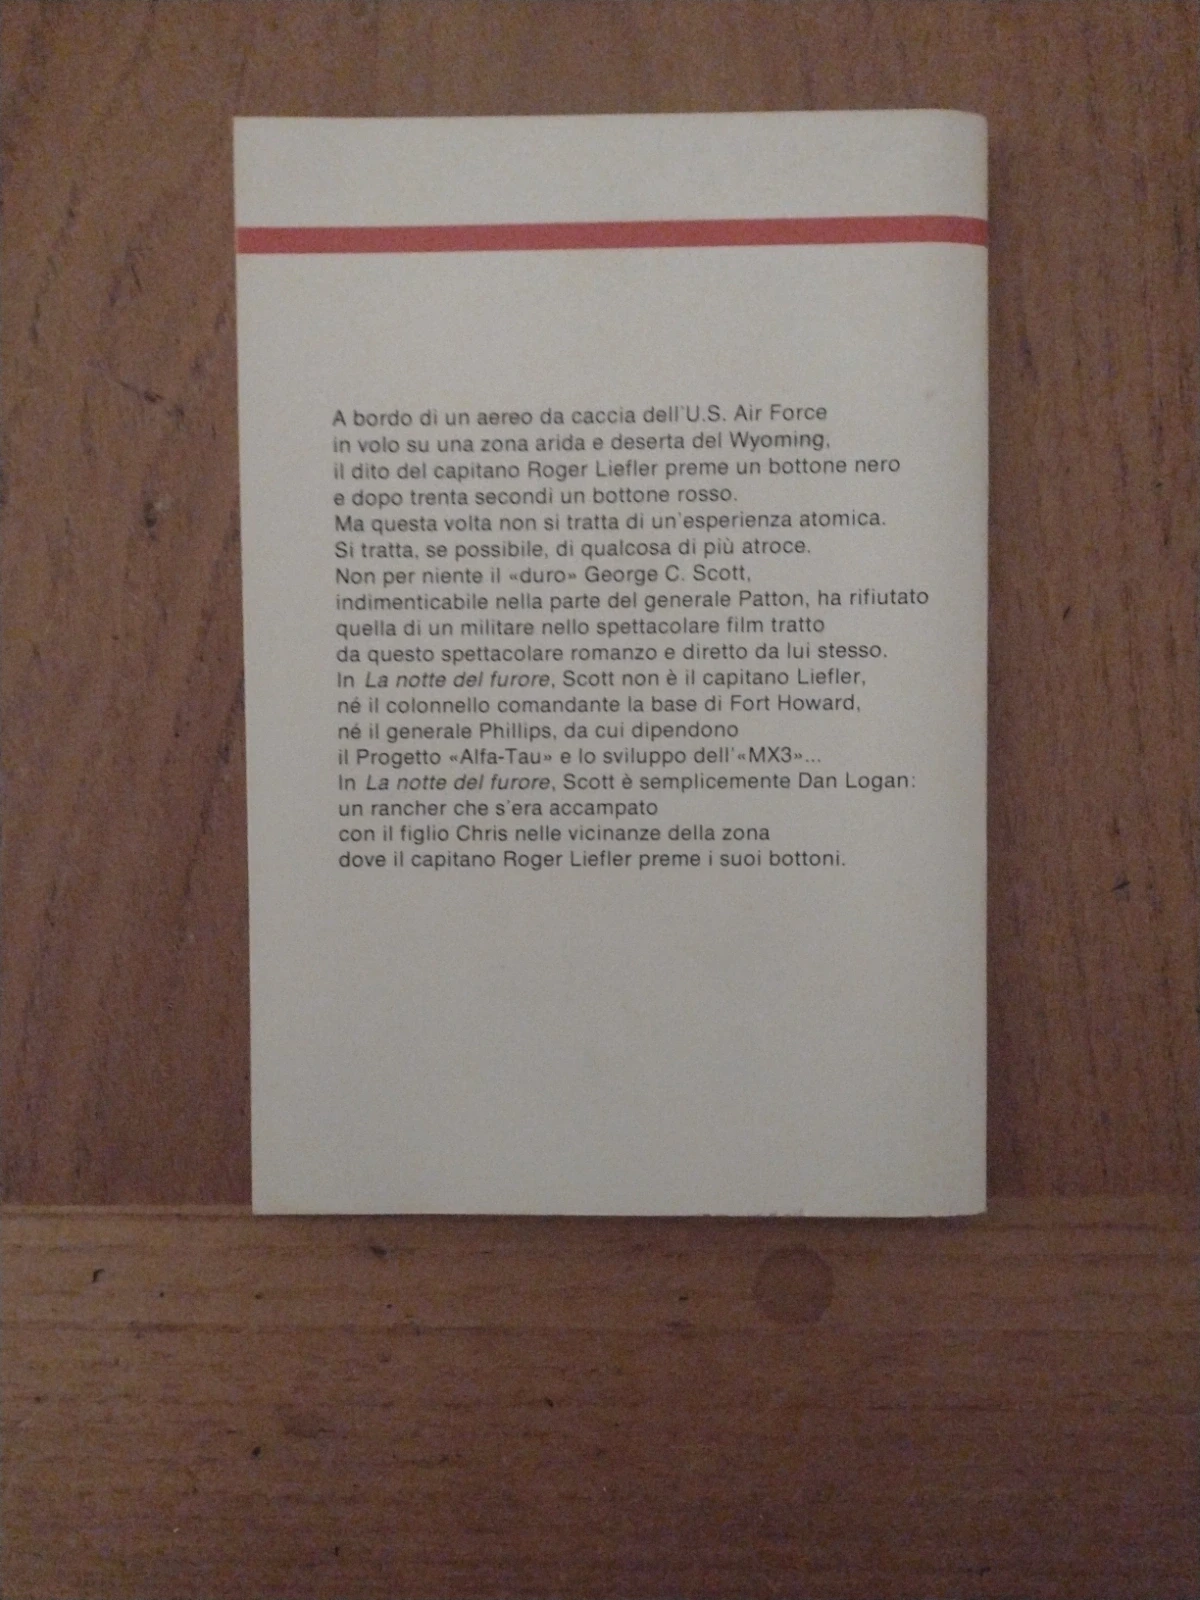 A bordo di un aereo da caccia dell'U.S. Air Force
in volo su una zona arida e deserta del Wyoming,
il dito del capitano Roger Liefler preme un bottone nero
e dopo trenta secondi un bottone rosso.
Ma questa volta non si tratta di un'esperienza atomica.
Si tratta, se possibile, di qualcosa di più atroce.
Non per niente il «duro» George C. Scott,
indimenticabile nella parte del generale Patton, ha rifiutato
quella di un militare nello spettacolare film tratto
da questo spettacolare romanzo e diretto da lui stesso.
In La notte del furore, Scott non è il capitano Liefler,
né il colonnello comandante la base di Fort Howard,
né il generale Phillips, da cui dipendono
il Progetto «Alfa-Tau» e lo sviluppo dell'«MX3»...
In La notte del furore, Scott è semplicemente Dan Logan:
un rancher che s'era accampato
con il figlio Chris nelle vicinanze della zona
dove il capitano Roger Liefler preme i suoi bottoni.